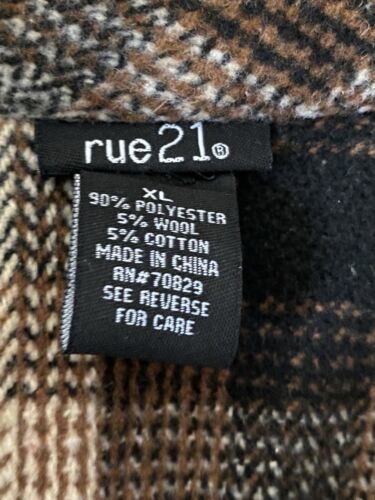 rue21®
XL
90% POLYESTER
5% WOOL
5% COTTON
MADE IN CHINA
RN#70829
SEE REVERSE
FOR CARE